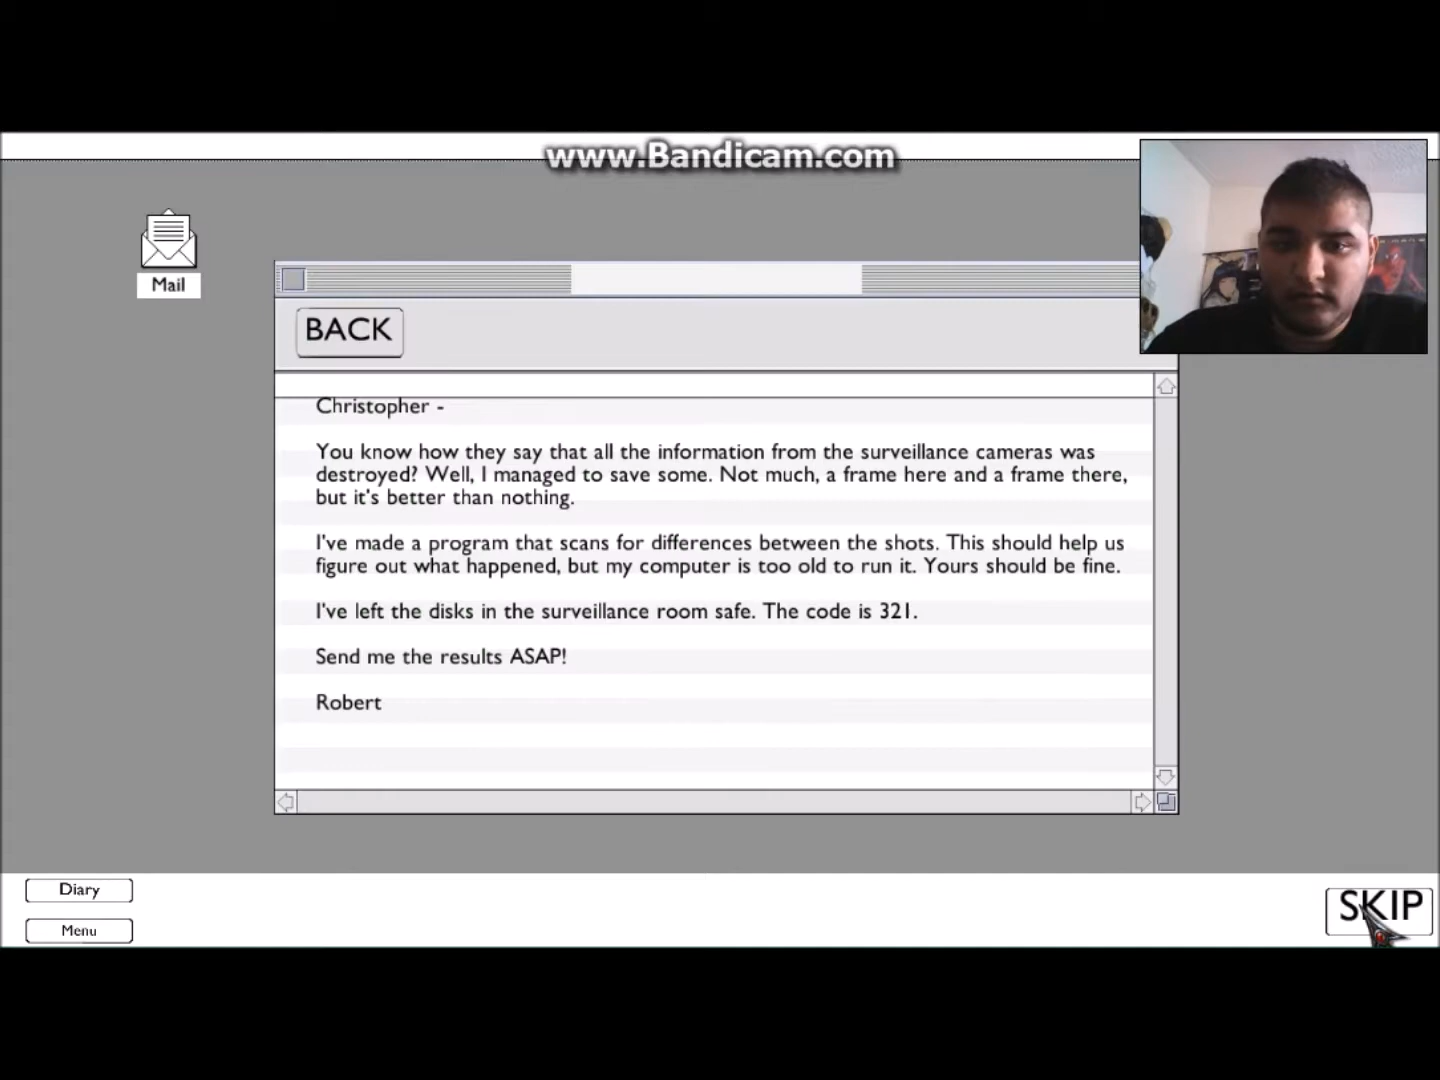 www.Bandicam.com
Mail
BACK
Christopher -
You know how they say that all the information from the surveillance cameras was
destroyed? Well, I managed to save some. Not much, a frame here and a frame there,
but it's better than nothing.
I've made a program that scans for differences between the shots. This should help us
figure out what happened, but my computer is too old to run it. Yours should be fine.
I've left the disks in the surveillance room safe. The code is 321.
Send me the results ASAP!
Robert
Diary
Menu
SKIP